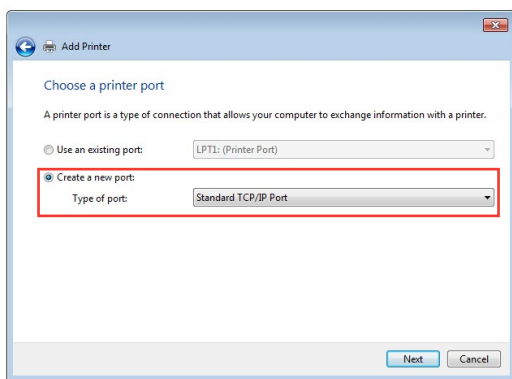 Add Printer
Choose a printer port
A printer port is a type of connection that allows your computer to exchange information with a printer.
Use an existing port: LPT1: (Printer Port)
Create a new port:
Type of port: Standard TCP/IP Port
Next Cancel